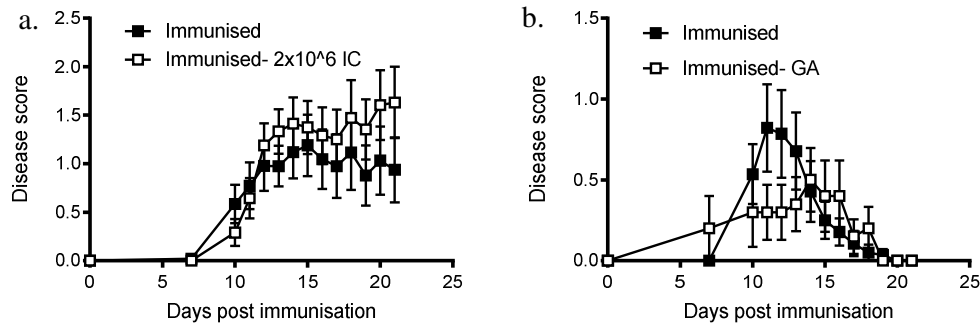 a.
Immunised
Immunised- 2x10^6 IC
Disease score
2.5
2.0
1.5
1.0
0.5
0.0
0 5 10 15 20 25
Days post immunisation
b.
Immunised
Immunised- GA
Disease score
1.5
1.0
0.5
0.0
0 5 10 15 20 25
Days post immunisation